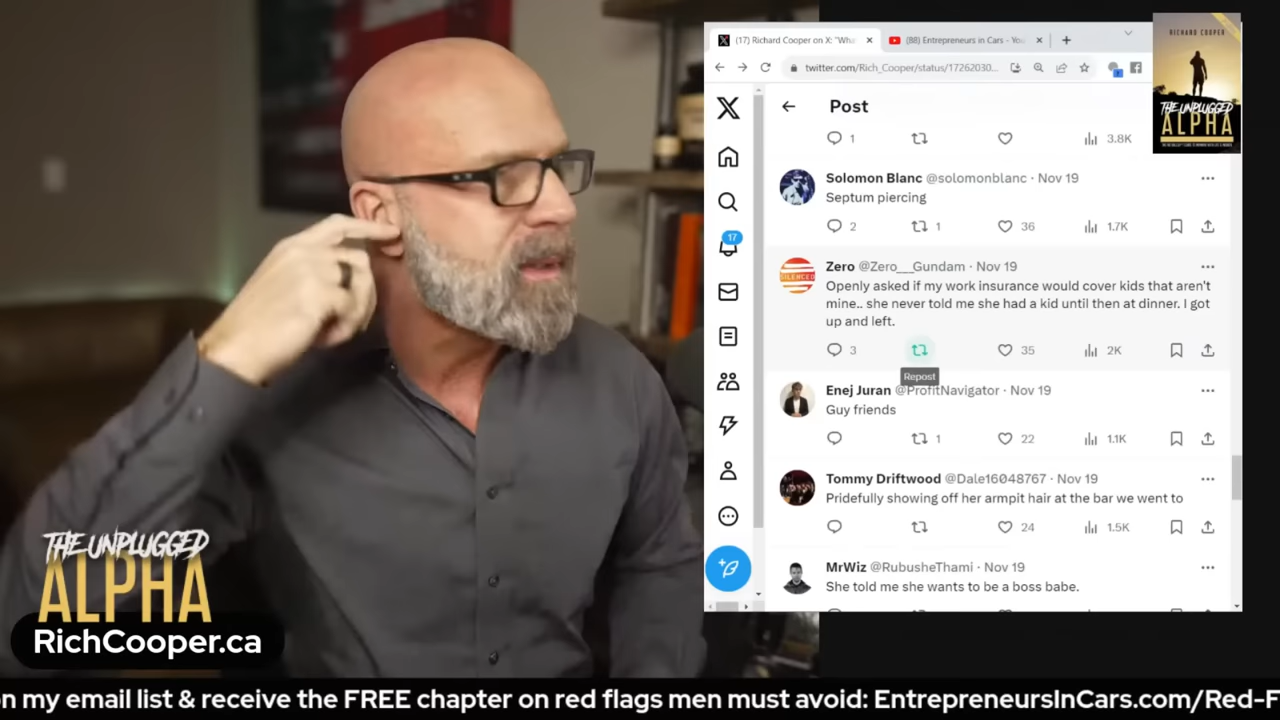 (17) Richard Cooper on X: "Wha
(88) Entrepreneurs in Cars - You
twitter.com/Rich_Cooper/status/17262030...
RICHARD COOPER
THE UNPLUGGED
ALPHA
Post
1 3.8K
Solomon Blanc @solomonblanc · Nov 19
Septum piercing
2 1 36 1.7K
17
SILENCED
Zero @Zero___Gundam · Nov 19
Openly asked if my work insurance would cover kids that aren't
mine.. she never told me she had a kid until then at dinner. I got
up and left.
3 35 2K
Repost
Enej Juran @ProfitNavigator · Nov 19
Guy friends
1 22 1.1K
Tommy Driftwood @Dale16048767 · Nov 19
Pridefully showing off her armpit hair at the bar we went to
24 1.5K
MrWiz @RubusheThami · Nov 19
She told me she wants to be a boss babe.
THE UNPLUGGED
ALPHA
RichCooper.ca
on my email list & receive the FREE chapter on red flags men must avoid: EntrepreneursInCars.com/Red-F